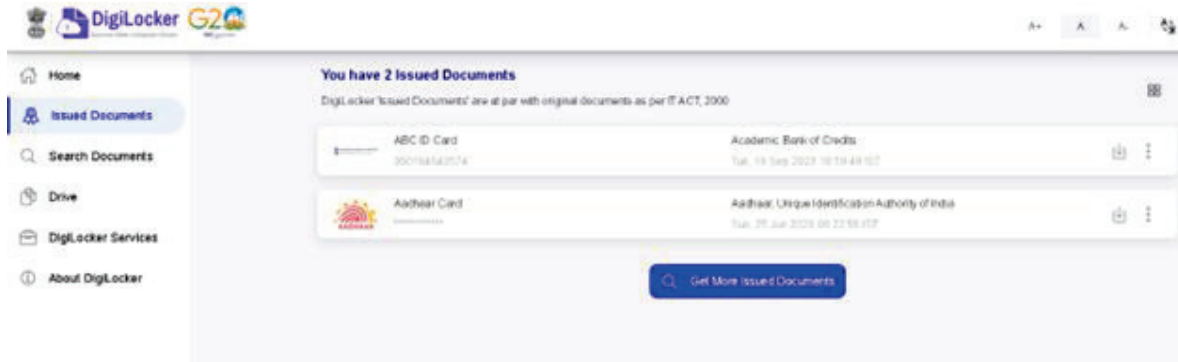 DigiLocker G20
A+ A A-
Home
Issued Documents
Search Documents
Drive
DigiLocker Services
About DigiLocker
You have 2 Issued Documents
DigiLocker 'Issued Documents' are at par with original documents as per IT ACT, 2000
ABC ID Card
Academic Bank of Credits
Aadhaar Card
Aadhaar, Unique Identification Authority of India
AADHAAR
Get More Issued Documents